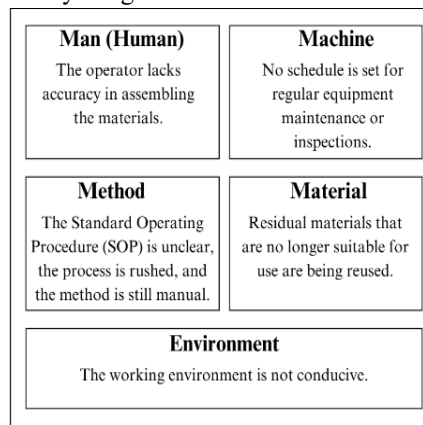 Man (Human)
The operator lacks
accuracy in assembling
the materials.
Machine
No schedule is set for
regular equipment
maintenance or
inspections.
Method
The Standard Operating
Procedure (SOP) is unclear,
the process is rushed, and
the method is still manual.
Material
Residual materials that
are no longer suitable for
use are being reused.
Environment
The working environment is not conducive.